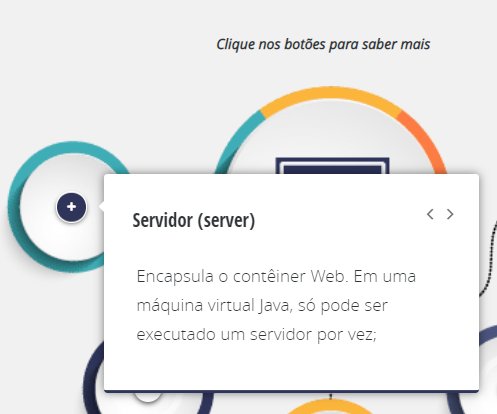 Clique nos botões para saber mais
Servidor (server)
Encapsula o contêiner Web. Em uma
máquina virtual Java, só pode ser
executado um servidor por vez;